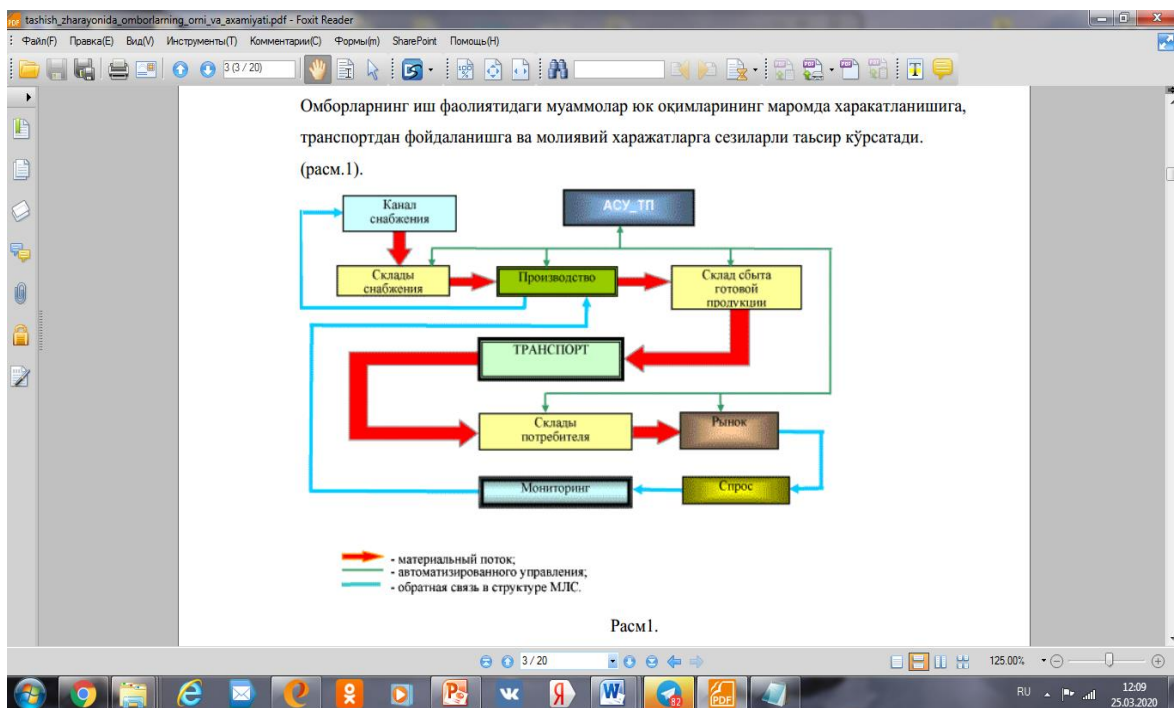 tashish_zharayonida_omborlarning_orni_va_axamiyati.pdf - Foxit Reader
Файл(F) Правка(E) Вид(V) Инструменты(T) Комментарии(C) Формы(m) SharePoint Помощь(H)
3 (3 / 20)
Омборларнинг иш фаолиятидаги муаммолар юк оқимларининг маромда харакатланишига,
транспортдан фойдаланишга ва молиявий харажатларга сезиларли таьсир кўрсатади.
(расм.1).
Канал
снабжения
АСУ_ТП
Склады
снабжения
Производство
Склад сбыта
готовой
продукции
ТРАНСПОРТ
Склады
потребителя
Рынок
Мониторинг
Спрос
- материальный поток;
- автоматизированного управления;
- обратная связь в структуре МЛС.
Расм1.
3 / 20
125.00%
RU
12:09
25.03.2020
82
PDF